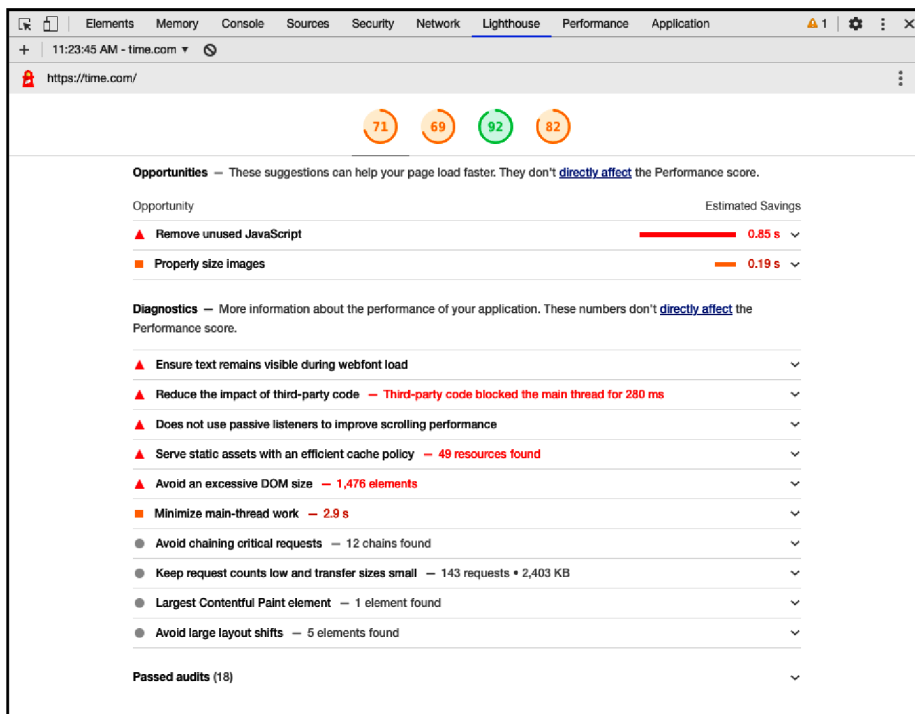 Elements Memory Console Sources Security Network Lighthouse Performance Application 1
11:23:45 AM - time.com
https://time.com/
71 69 92 82
Opportunities — These suggestions can help your page load faster. They don't directly affect the Performance score.
Opportunity Estimated Savings
Remove unused JavaScript 0.85 s
Properly size images 0.19 s
Diagnostics — More information about the performance of your application. These numbers don't directly affect the
Performance score.
Ensure text remains visible during webfont load
Reduce the impact of third-party code — Third-party code blocked the main thread for 280 ms
Does not use passive listeners to improve scrolling performance
Serve static assets with an efficient cache policy — 49 resources found
Avoid an excessive DOM size — 1,476 elements
Minimize main-thread work — 2.9 s
Avoid chaining critical requests — 12 chains found
Keep request counts low and transfer sizes small — 143 requests • 2,403 KB
Largest Contentful Paint element — 1 element found
Avoid large layout shifts — 5 elements found
Passed audits (18)